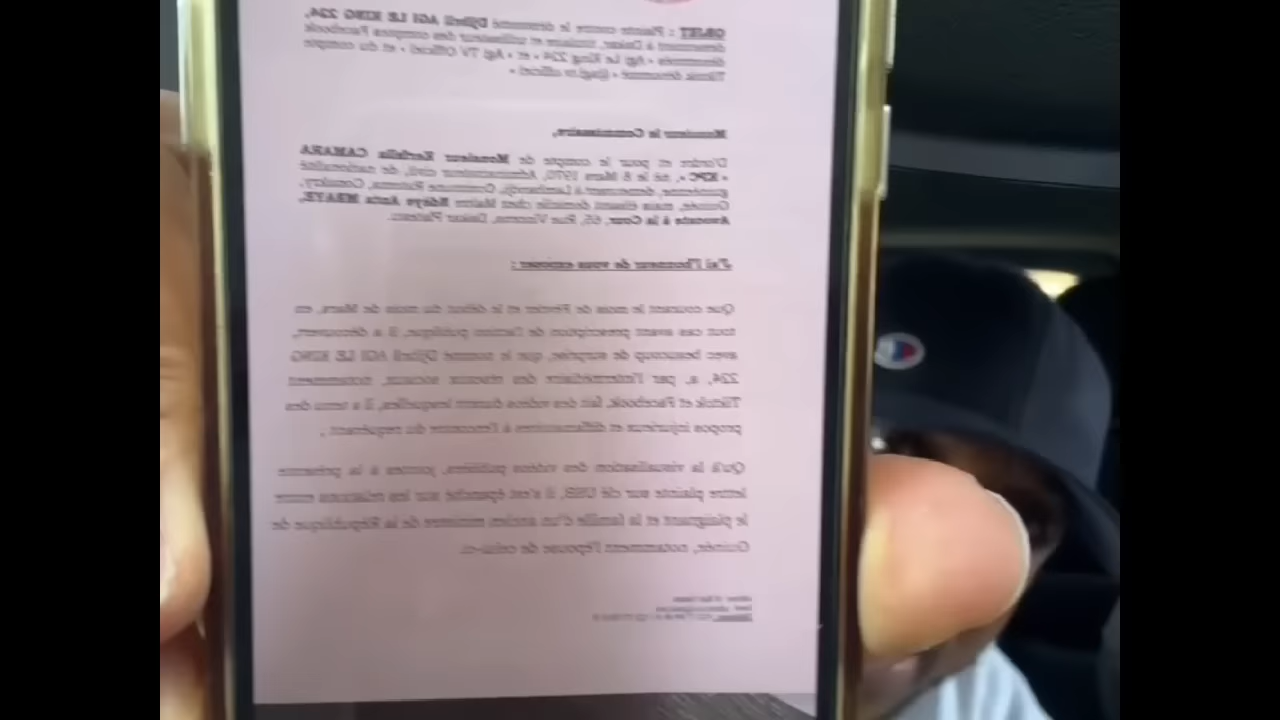 OBJET : Plainte contre le dénommé Djibril AGI LE KING 224,
demeurant à Dakar, titulaire et utilisateur des comptes Facebook
dénommés « Agi Le King 224 » et « Agi TV Officiel » et du compte
Tiktok dénommé « @agi.tv.officiel »
Monsieur le Commissaire,
D'ordre et pour le compte de Monsieur Kerfalla CAMARA
« KPC », né le 8 Mars 1970, Administrateur civil, de nationalité
guinéenne, demeurant à Lambandji, Commune Ratoma, Conakry,
Guinée, mais élisant domicile chez Maître Ndèye Anta MBAYE,
Avocate à la Cour, 65, Rue Vincens, Dakar Plateau.
J'ai l'honneur de vous exposer :
Que courant le mois de Février et le début du mois de Mars, en
tout cas avant prescription de l'action publique, il a découvert,
avec beaucoup de surprise, que le nommé Djibril AGI LE KING
224, a, par l'intermédiaire des réseaux sociaux, notamment
Tiktok et Facebook, fait des vidéos durant lesquelles, il a tenu des
propos injurieux et diffamatoires à l'encontre du requérant ;
Qu'à la visualisation des vidéos publiées, jointes à la présente
lettre plainte sur clé USB, il s'est épanché sur les relations entre
le plaignant et la famille d'un ancien ministre de la République de
Guinée, notamment l'épouse de celui-ci.